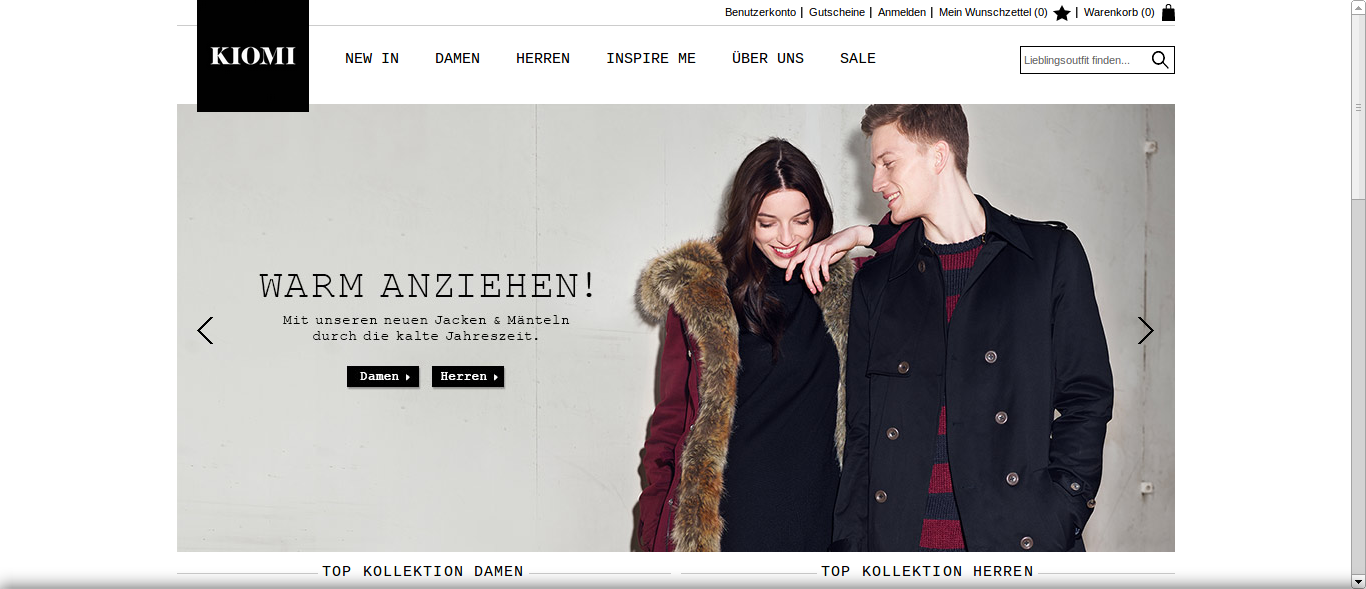 Benutzerkonto | Gutscheine | Anmelden | Mein Wunschzettel (0) | Warenkorb (0)
KIOMI
NEW IN DAMEN HERREN INSPIRE ME ÜBER UNS SALE
Lieblingsoutfit finden...
WARM ANZIEHEN!
Mit unseren neuen Jacken & Mänteln
durch die kalte Jahreszeit.
Damen Herren
TOP KOLLEKTION DAMEN TOP KOLLEKTION HERREN